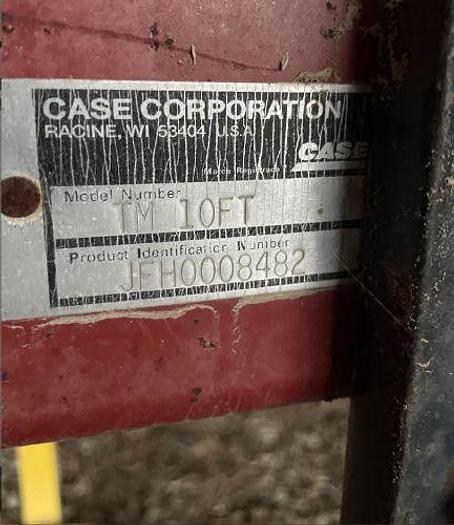 CASE CORPORATION
RACINE, WI 53404 U.S.A.
CASE
Model Number
TM 10FT
Product Identification Number
JFH0008482